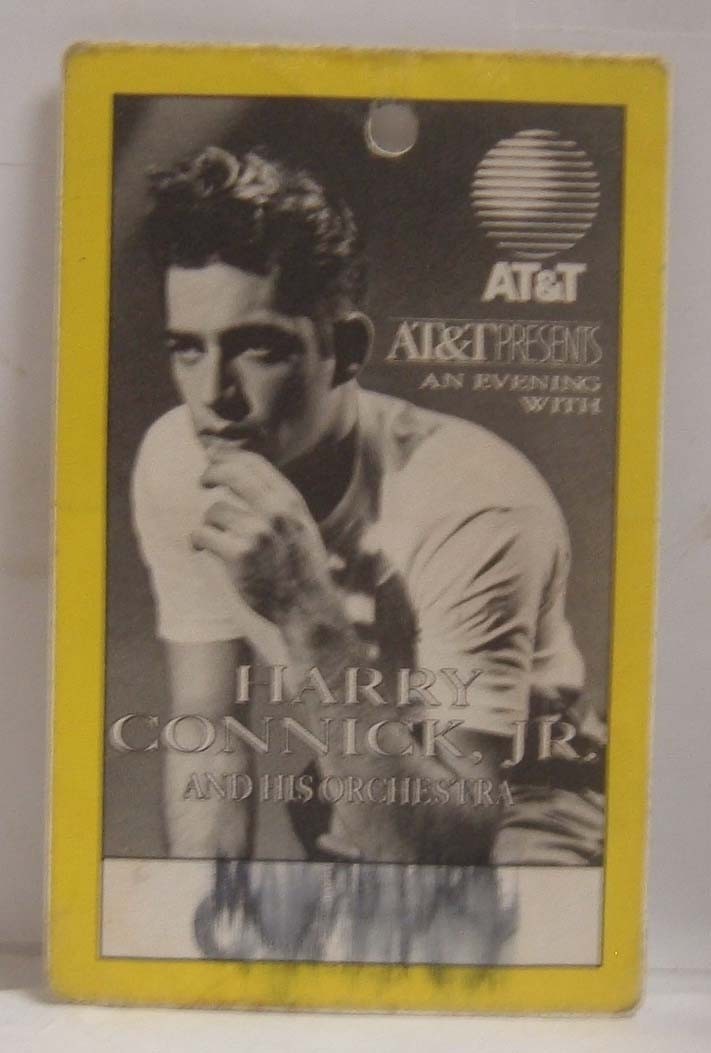 AT&T
AT&T PRESENTS
AN EVENING
WITH
HARRY
CONNICK, JR.
AND HIS ORCHESTRA